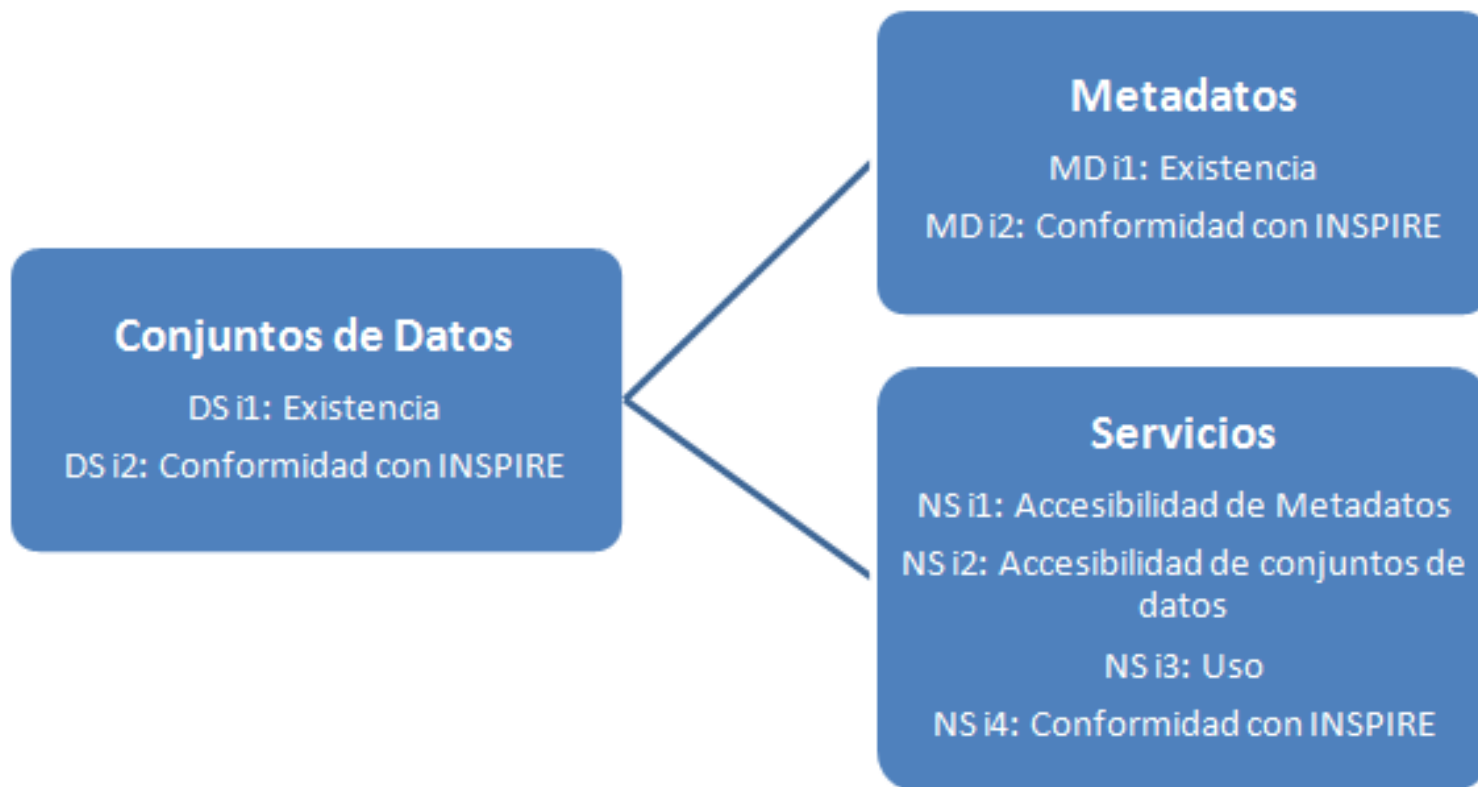 Conjuntos de Datos
DS i1: Existencia
DS i2: Conformidad con INSPIRE
Metadatos
MD i1: Existencia
MD i2: Conformidad con INSPIRE
Servicios
NS i1: Accesibilidad de Metadatos
NS i2: Accesibilidad de conjuntos de
datos
NS i3: Uso
NS i4: Conformidad con INSPIRE